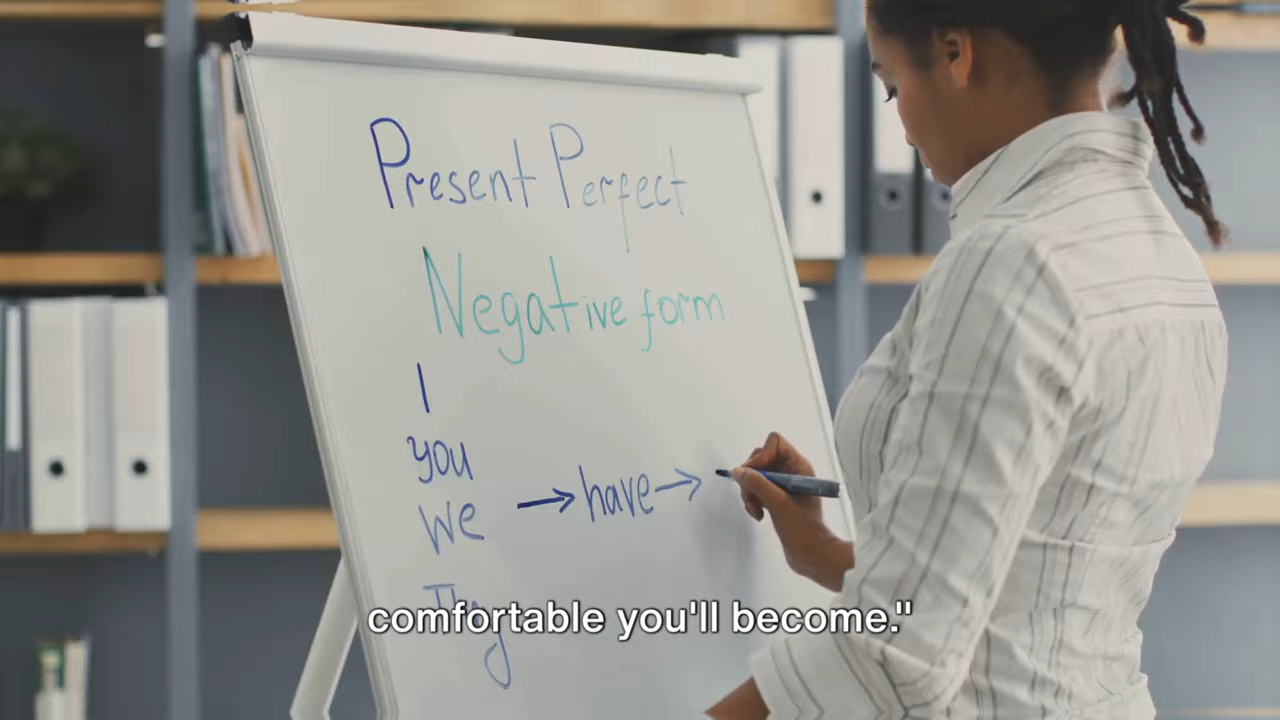 Present Perfect
Negative form
I
you
we → have →
comfortable you'll become."